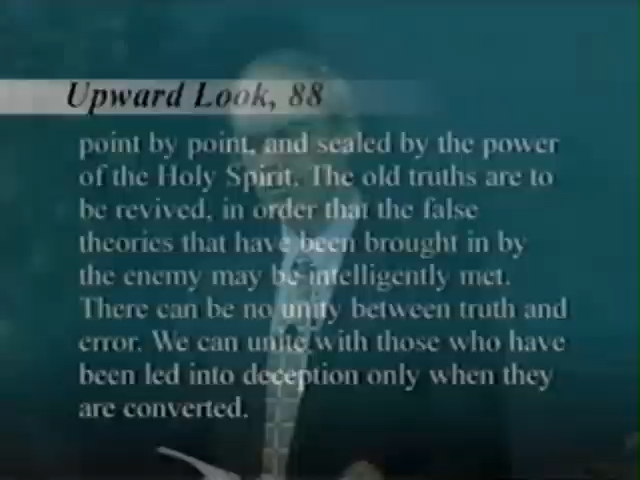 Upward Look, 88
point by point, and sealed by the power
of the Holy Spirit. The old truths are to
be revived, in order that the false
theories that have been brought in by
the enemy may be intelligently met.
There can be no unity between truth and
error. We can unite with those who have
been led into deception only when they
are converted.